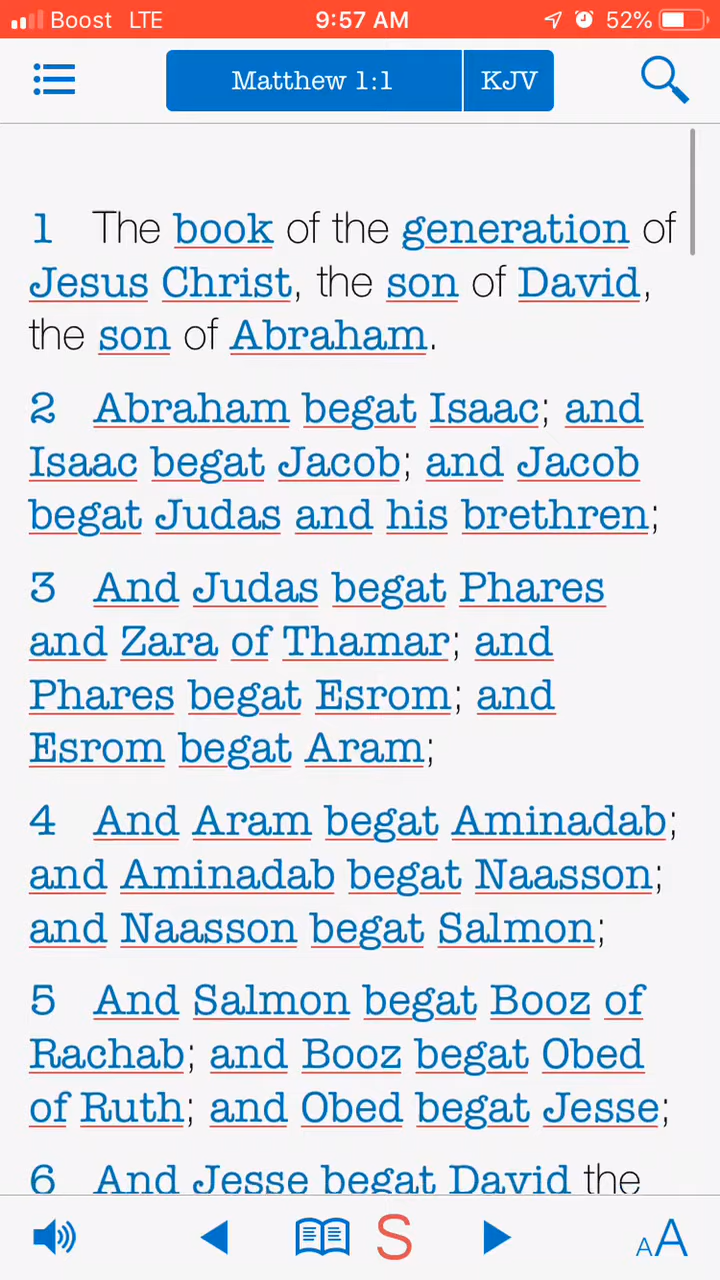 Boost LTE 9:57 AM 52%
Matthew 1:1 KJV
1 The book of the generation of
Jesus Christ, the son of David,
the son of Abraham.
2 Abraham begat Isaac; and
Isaac begat Jacob; and Jacob
begat Judas and his brethren;
3 And Judas begat Phares
and Zara of Thamar; and
Phares begat Esrom; and
Esrom begat Aram;
4 And Aram begat Aminadab;
and Aminadab begat Naasson;
and Naasson begat Salmon;
5 And Salmon begat Booz of
Rachab; and Booz begat Obed
of Ruth; and Obed begat Jesse;
6 And Jesse begat David the
S AA